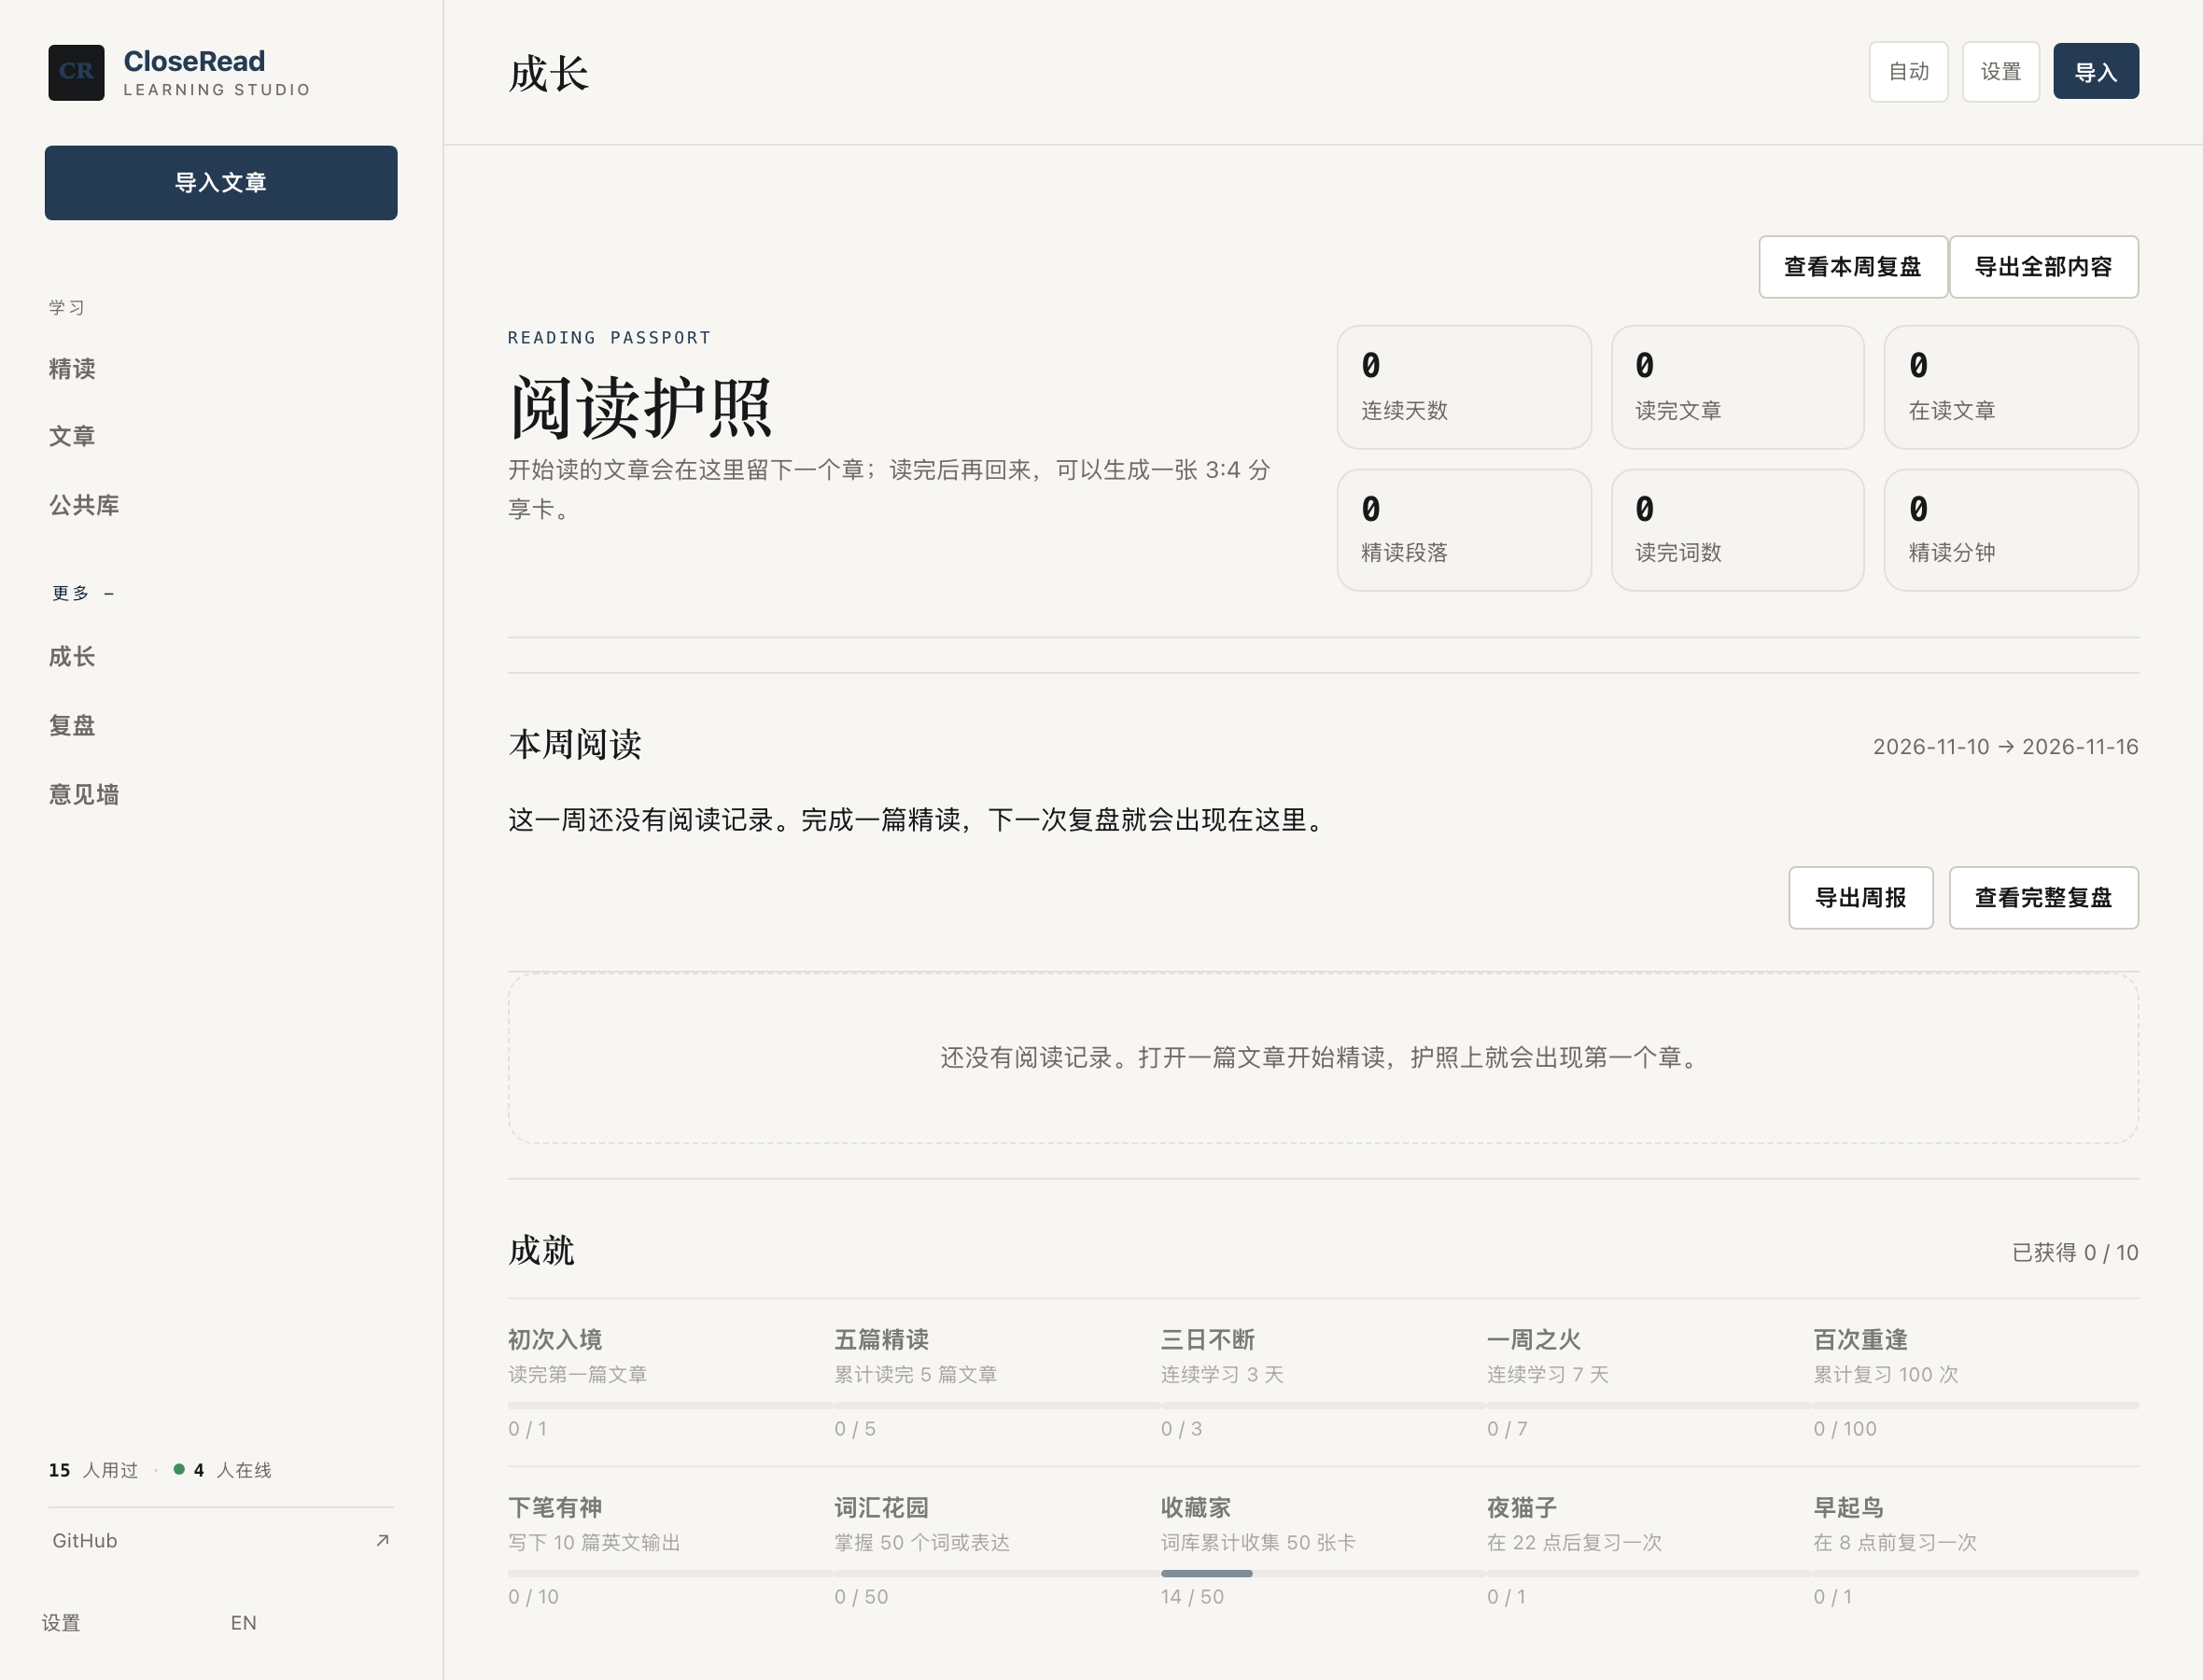 CR
CloseRead
LEARNING STUDIO
导入文章
学习
精读
文章
公共库
更多 −
成长
复盘
意见墙
15 人用过 · 4 人在线
GitHub ↗
设置 EN
成长
自动 设置 导入
查看本周复盘 导出全部内容
READING PASSPORT
阅读护照
开始读的文章会在这里留下一个章；读完后再回来，可以生成一张 3:4 分
享卡。
0 0 0
连续天数 读完文章 在读文章
0 0 0
精读段落 读完词数 精读分钟
本周阅读 2026-11-10 → 2026-11-16
这一周还没有阅读记录。完成一篇精读，下一次复盘就会出现在这里。
导出周报 查看完整复盘
还没有阅读记录。打开一篇文章开始精读，护照上就会出现第一个章。
成就 已获得 0 / 10
初次入境 五篇精读 三日不断 一周之火 百次重逢
读完第一篇文章 累计读完 5 篇文章 连续学习 3 天 连续学习 7 天 累计复习 100 次
0 / 1 0 / 5 0 / 3 0 / 7 0 / 100
下笔有神 词汇花园 收藏家 夜猫子 早起鸟
写下 10 篇英文输出 掌握 50 个词或表达 词库累计收集 50 张卡 在 22 点后复习一次 在 8 点前复习一次
0 / 10 0 / 50 14 / 50 0 / 1 0 / 1